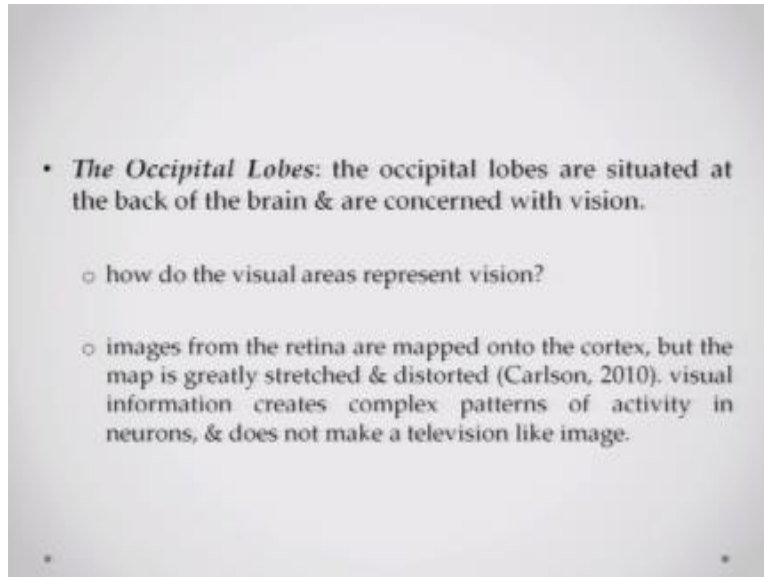 • The Occipital Lobes: the occipital lobes are situated at
the back of the brain & are concerned with vision.
o how do the visual areas represent vision?
o images from the retina are mapped onto the cortex, but the
map is greatly stretched & distorted (Carlson, 2010). visual
information creates complex patterns of activity in
neurons, & does not make a television like image.